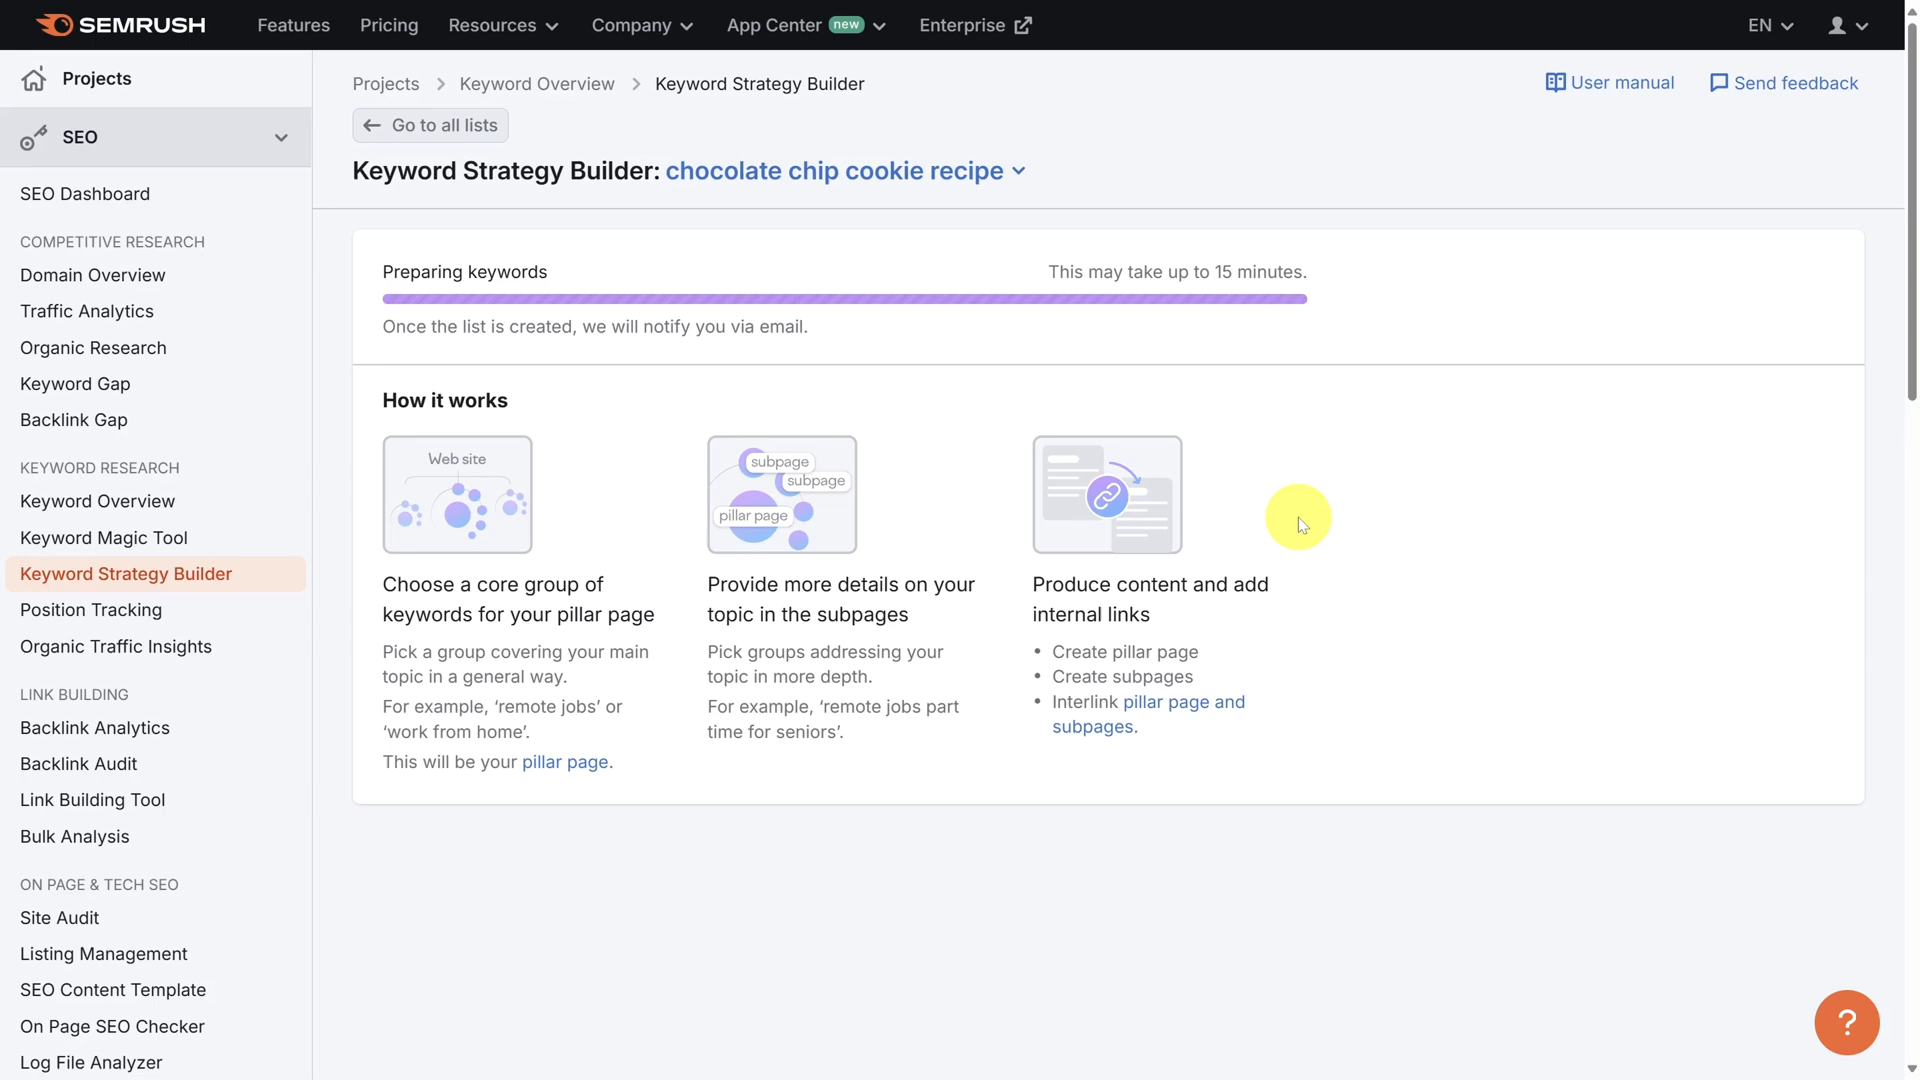 SEMRUSH
Features
Pricing
Resources
Company
App Center new
Enterprise
EN
Projects
SEO
SEO Dashboard
COMPETITIVE RESEARCH
Domain Overview
Traffic Analytics
Organic Research
Keyword Gap
Backlink Gap
KEYWORD RESEARCH
Keyword Overview
Keyword Magic Tool
Keyword Strategy Builder
Position Tracking
Organic Traffic Insights
LINK BUILDING
Backlink Analytics
Backlink Audit
Link Building Tool
Bulk Analysis
ON PAGE & TECH SEO
Site Audit
Listing Management
SEO Content Template
On Page SEO Checker
Log File Analyzer
Projects > Keyword Overview > Keyword Strategy Builder
User manual
Send feedback
← Go to all lists
Keyword Strategy Builder: chocolate chip cookie recipe
Preparing keywords
This may take up to 15 minutes.
Once the list is created, we will notify you via email.
How it works
Web site
Choose a core group of
keywords for your pillar page
Pick a group covering your main
topic in a general way.
For example, ‘remote jobs’ or
‘work from home’.
This will be your pillar page.
subpage
subpage
pillar page
Provide more details on your
topic in the subpages
Pick groups addressing your
topic in more depth.
For example, ‘remote jobs part
time for seniors’.
Produce content and add
internal links
• Create pillar page
• Create subpages
• Interlink pillar page and
subpages.
?